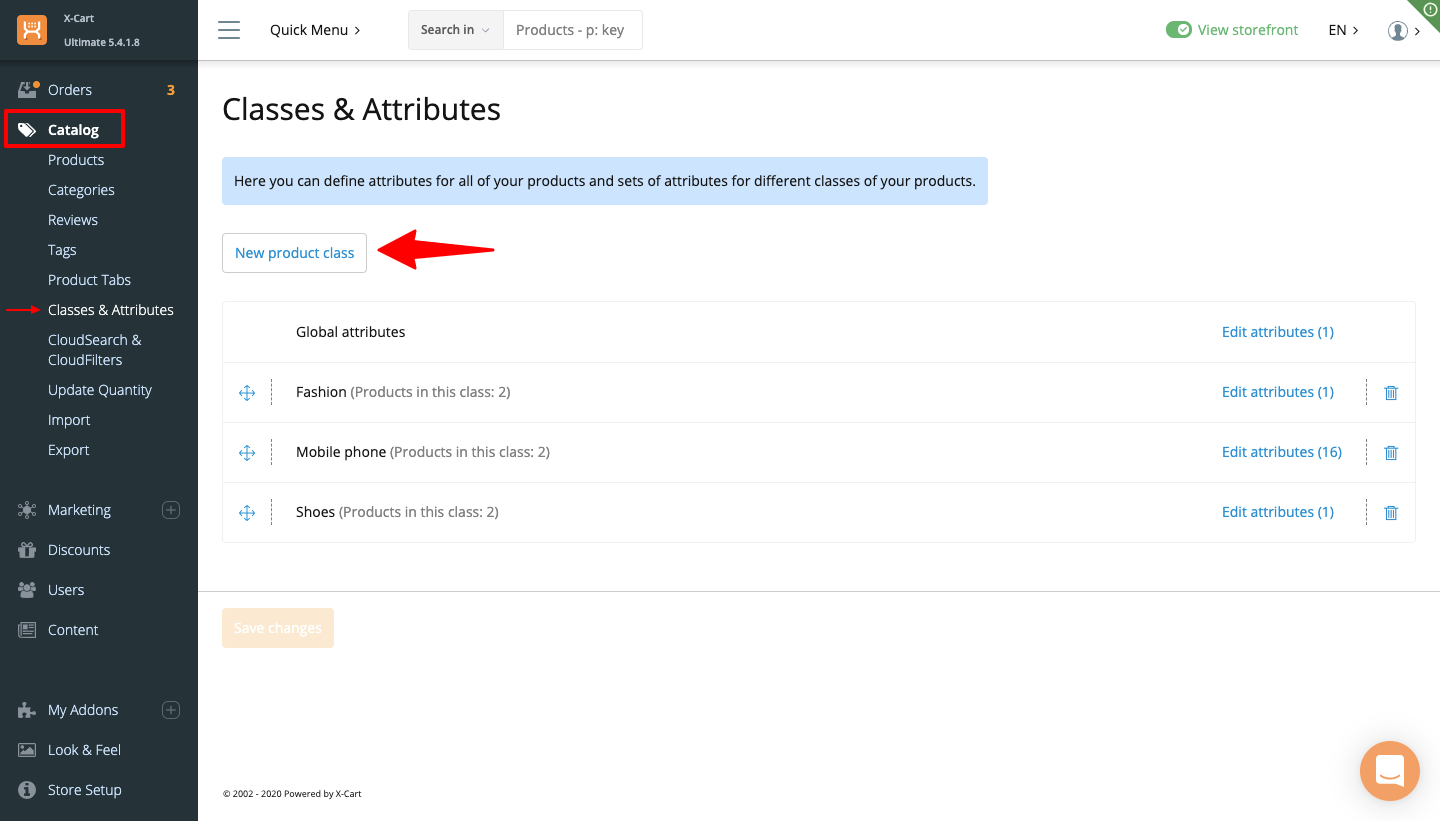 X-Cart
Ultimate 5.4.1.8
Quick Menu
Search in
Products - p: key
View storefront
EN
Orders 3
Catalog
Products
Categories
Reviews
Tags
Product Tabs
Classes & Attributes
CloudSearch &
CloudFilters
Update Quantity
Import
Export
Marketing
Discounts
Users
Content
My Addons
Look & Feel
Store Setup
Classes & Attributes
Here you can define attributes for all of your products and sets of attributes for different classes of your products.
New product class
Global attributes Edit attributes (1)
Fashion (Products in this class: 2) Edit attributes (1)
Mobile phone (Products in this class: 2) Edit attributes (16)
Shoes (Products in this class: 2) Edit attributes (1)
Save changes
© 2002 - 2020 Powered by X-Cart